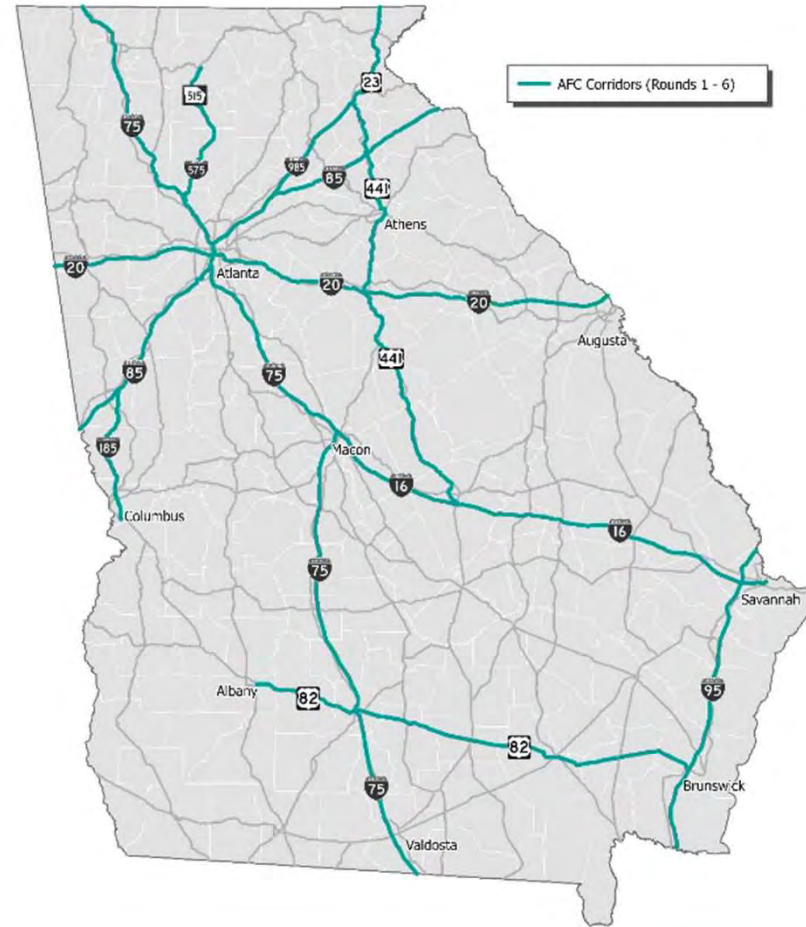 AFC Corridors (Rounds 1 - 6)
23
515
75
985
575
85
441
Athens
20
Atlanta
20
20
Augusta
441
85
75
185
Macon
16
Columbus
16
75
Savannah
Albany
82
95
82
Brunswick
75
Valdosta